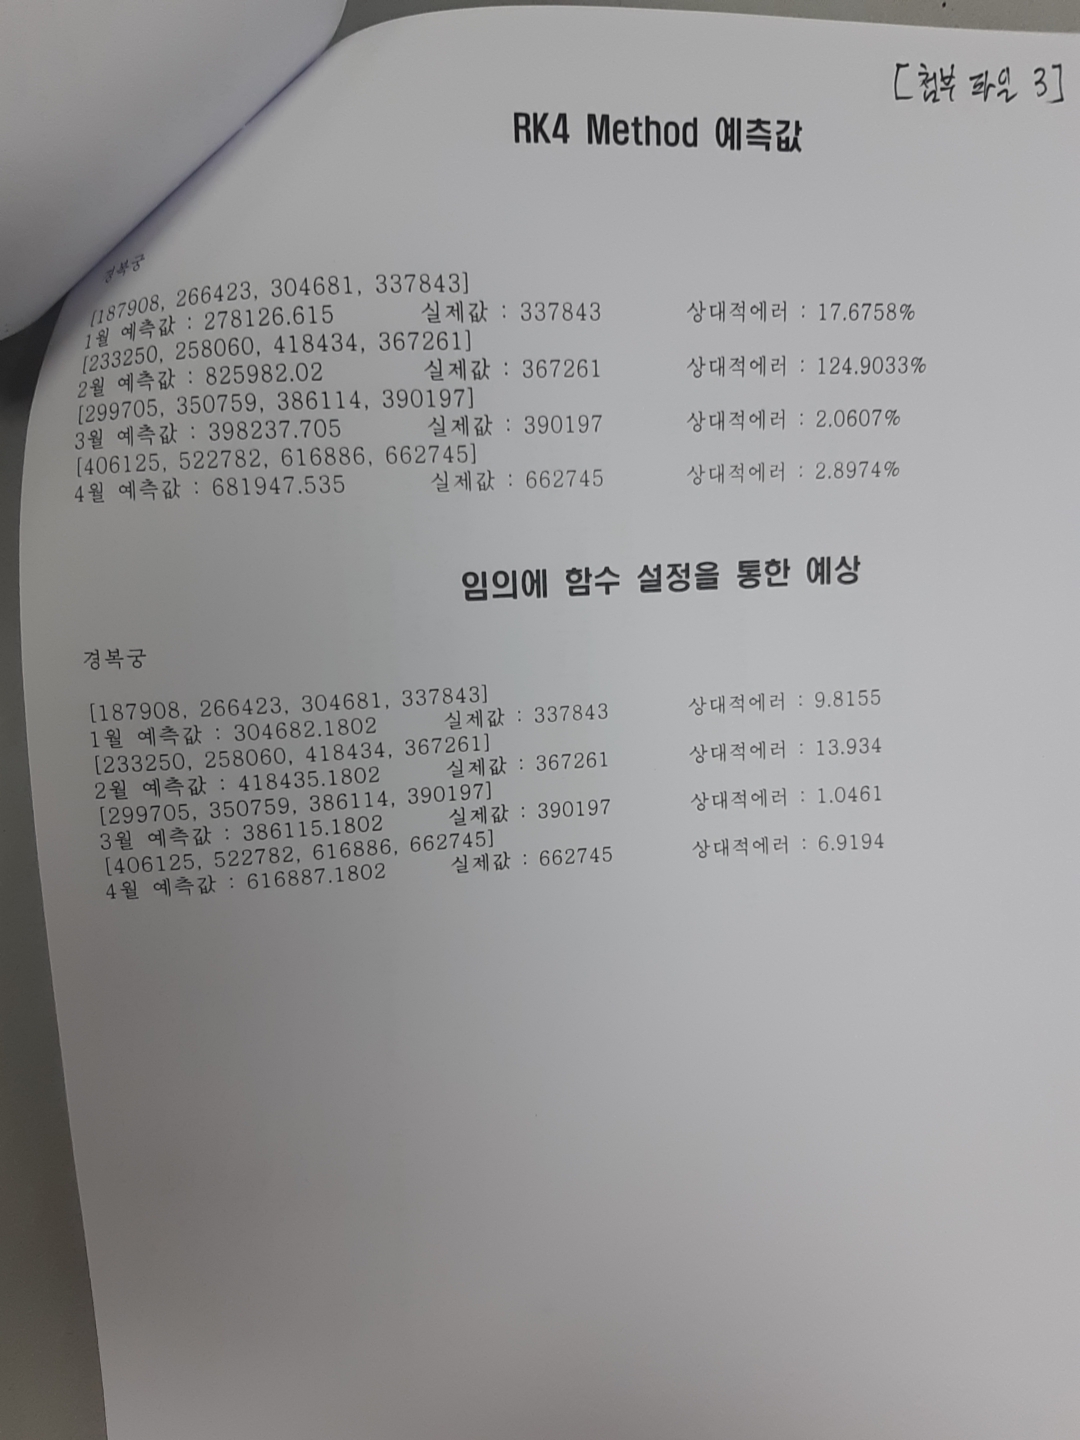 [첨부 파일 3]
RK4 Method 예측값
경복궁
[187908, 266423, 304681, 337843]
1월 예측값 : 278126.615 실제값 : 337843 상대적에러 : 17.6758%
[233250, 258060, 418434, 367261]
2월 예측값 : 825982.02 실제값 : 367261 상대적에러 : 124.9033%
[299705, 350759, 386114, 390197]
3월 예측값 : 398237.705 실제값 : 390197 상대적에러 : 2.0607%
[406125, 522782, 616886, 662745]
4월 예측값 : 681947.535 실제값 : 662745 상대적에러 : 2.8974%
임의에 함수 설정을 통한 예상
경복궁
[187908, 266423, 304681, 337843]
1월 예측값 : 304682.1802 실제값 : 337843 상대적에러 : 9.8155
[233250, 258060, 418434, 367261]
2월 예측값 : 418435.1802 실제값 : 367261 상대적에러 : 13.934
[299705, 350759, 386114, 390197]
3월 예측값 : 386115.1802 실제값 : 390197 상대적에러 : 1.0461
[406125, 522782, 616886, 662745]
4월 예측값 : 616887.1802 실제값 : 662745 상대적에러 : 6.9194